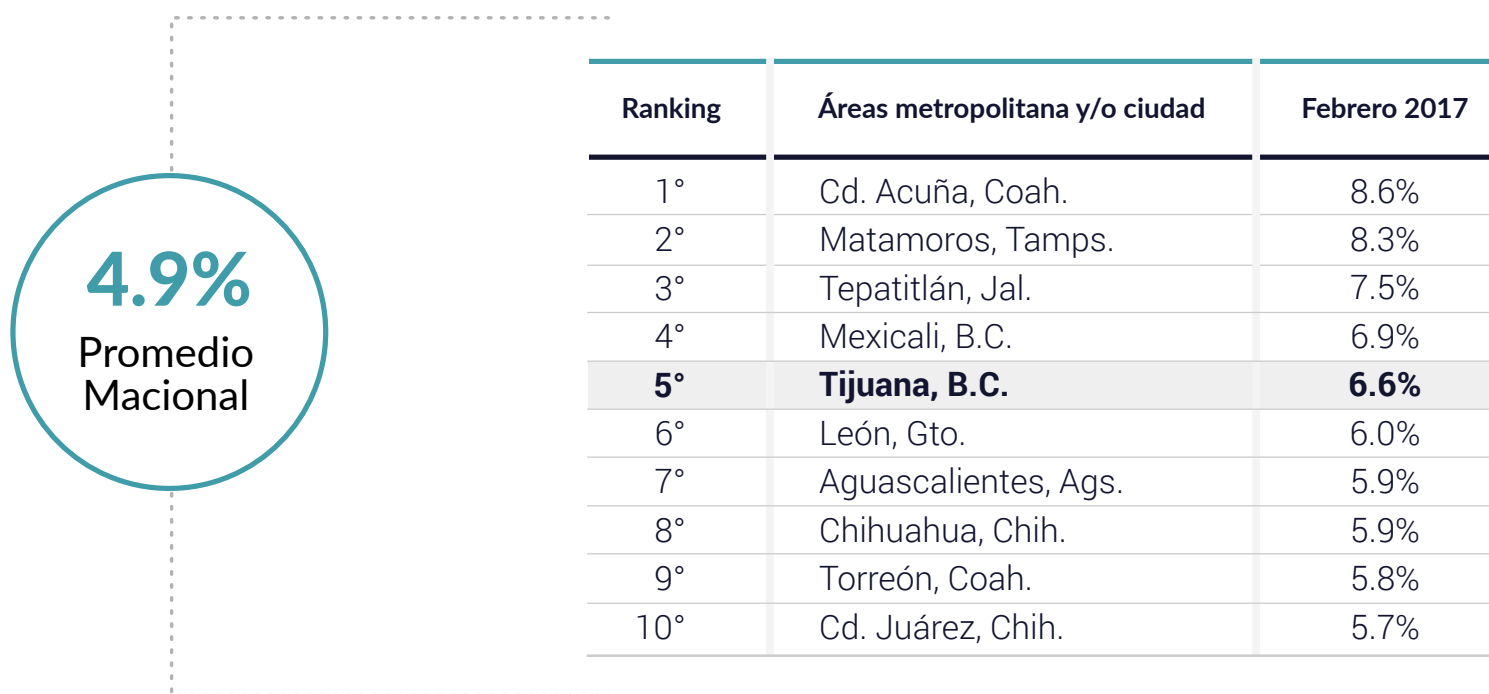 4.9%
Promedio
Macional
Ranking Áreas metropolitana y/o ciudad Febrero 2017
1° Cd. Acuña, Coah. 8.6%
2° Matamoros, Tamps. 8.3%
3° Tepatitlán, Jal. 7.5%
4° Mexicali, B.C. 6.9%
5° Tijuana, B.C. 6.6%
6° León, Gto. 6.0%
7° Aguascalientes, Ags. 5.9%
8° Chihuahua, Chih. 5.9%
9° Torreón, Coah. 5.8%
10° Cd. Juárez, Chih. 5.7%